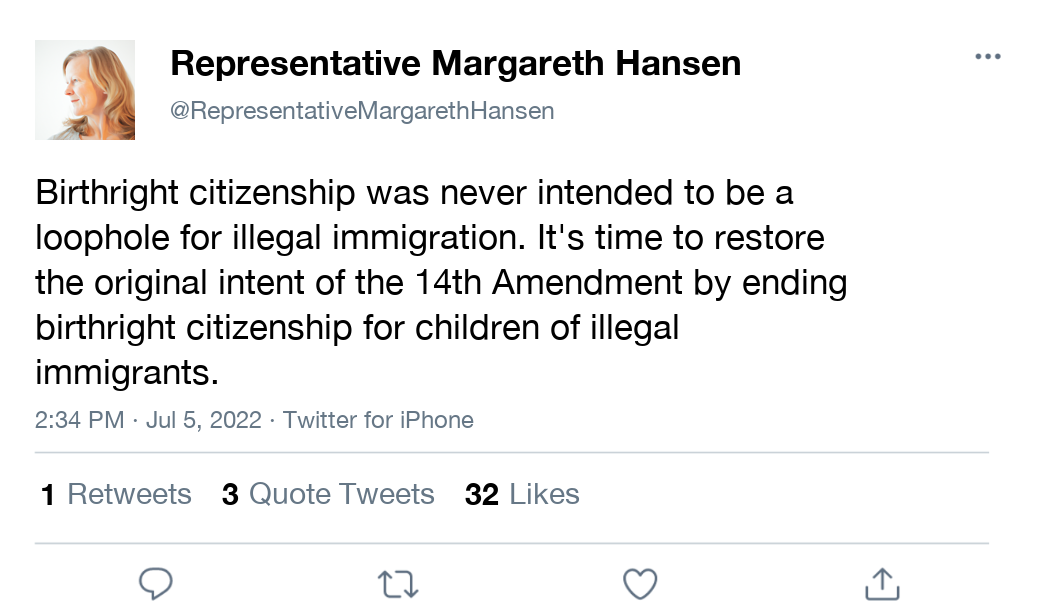 Representative Margareth Hansen
@RepresentativeMargarethHansen
Birthright citizenship was never intended to be a
loophole for illegal immigration. It's time to restore
the original intent of the 14th Amendment by ending
birthright citizenship for children of illegal
immigrants.
2:34 PM · Jul 5, 2022 · Twitter for iPhone
1 Retweets 3 Quote Tweets 32 Likes